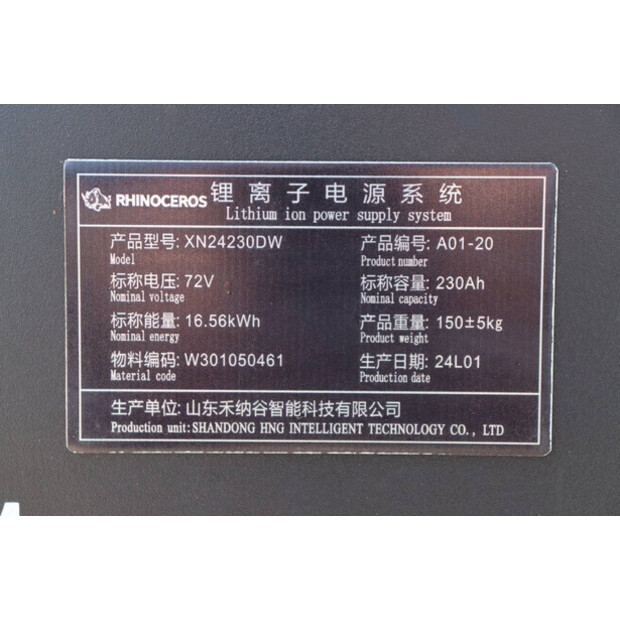 RHINOCEROS 锂离子电源系统
Lithium ion power supply system
产品型号: XN24230DW 产品编号: A01-20
Model Product number
标称电压: 72V 标称容量: 230Ah
Nominal voltage Nominal capacity
标称能量: 16.56kWh 产品重量: 150±5kg
Nominal energy Product weight
物料编码: W301050461 生产日期: 24L01
Material code Production date
生产单位: 山东禾纳谷智能科技有限公司
Production unit: SHANDONG HNG INTELLIGENT TECHNOLOGY CO., LTD